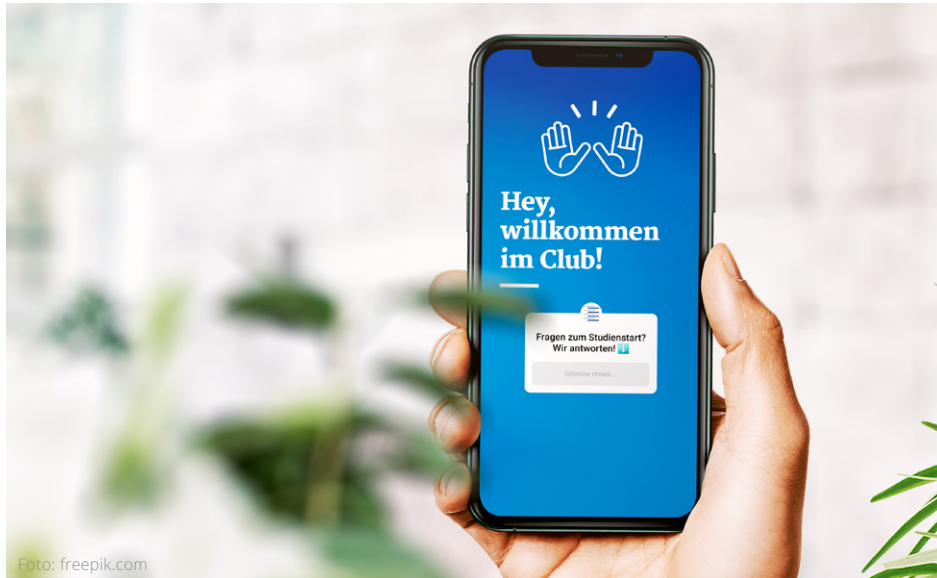 Hey,
willkommen
im Club!
Fragen zum Studienstart?
Wir antworten! ℹ️
Schreibe etwas ...
Foto: freepik.com